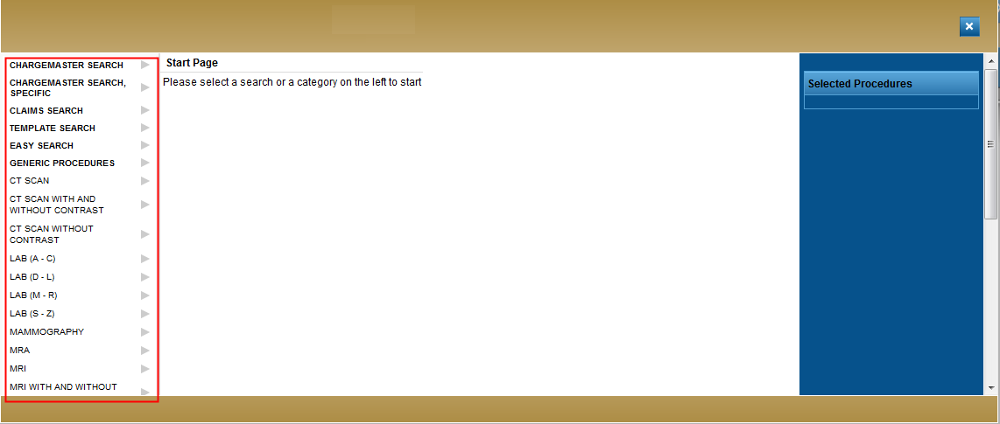 CHARGEMASTER SEARCH
CHARGEMASTER SEARCH,
SPECIFIC
CLAIMS SEARCH
TEMPLATE SEARCH
EASY SEARCH
GENERIC PROCEDURES
CT SCAN
CT SCAN WITH AND
WITHOUT CONTRAST
CT SCAN WITHOUT
CONTRAST
LAB (A - C)
LAB (D - L)
LAB (M - R)
LAB (S - Z)
MAMMOGRAPHY
MRA
MRI
MRI WITH AND WITHOUT
Start Page
Please select a search or a category on the left to start
Selected Procedures